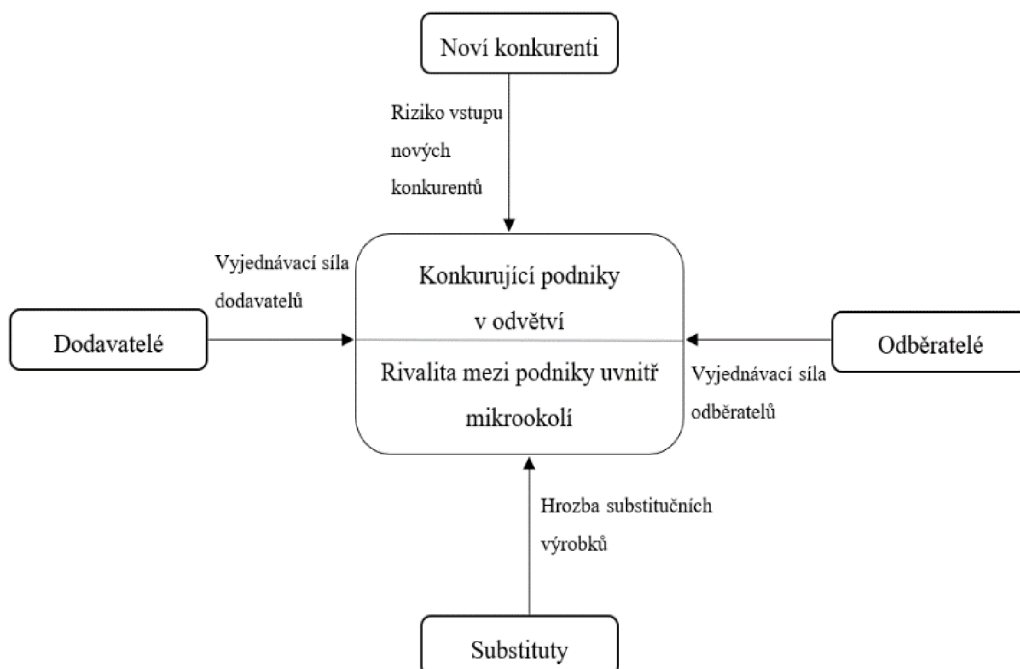 Noví konkurenti
Riziko vstupu
nových
konkurentů
Vyjednávací síla
dodavatelů
Konkurující podniky
v odvětví
Dodavatelé
Odběratelé
Rivalita mezi podniky uvnitř
mikrookolí
Vyjednávací síla
odběratelů
Hrozba substitučních
výrobků
Substituty